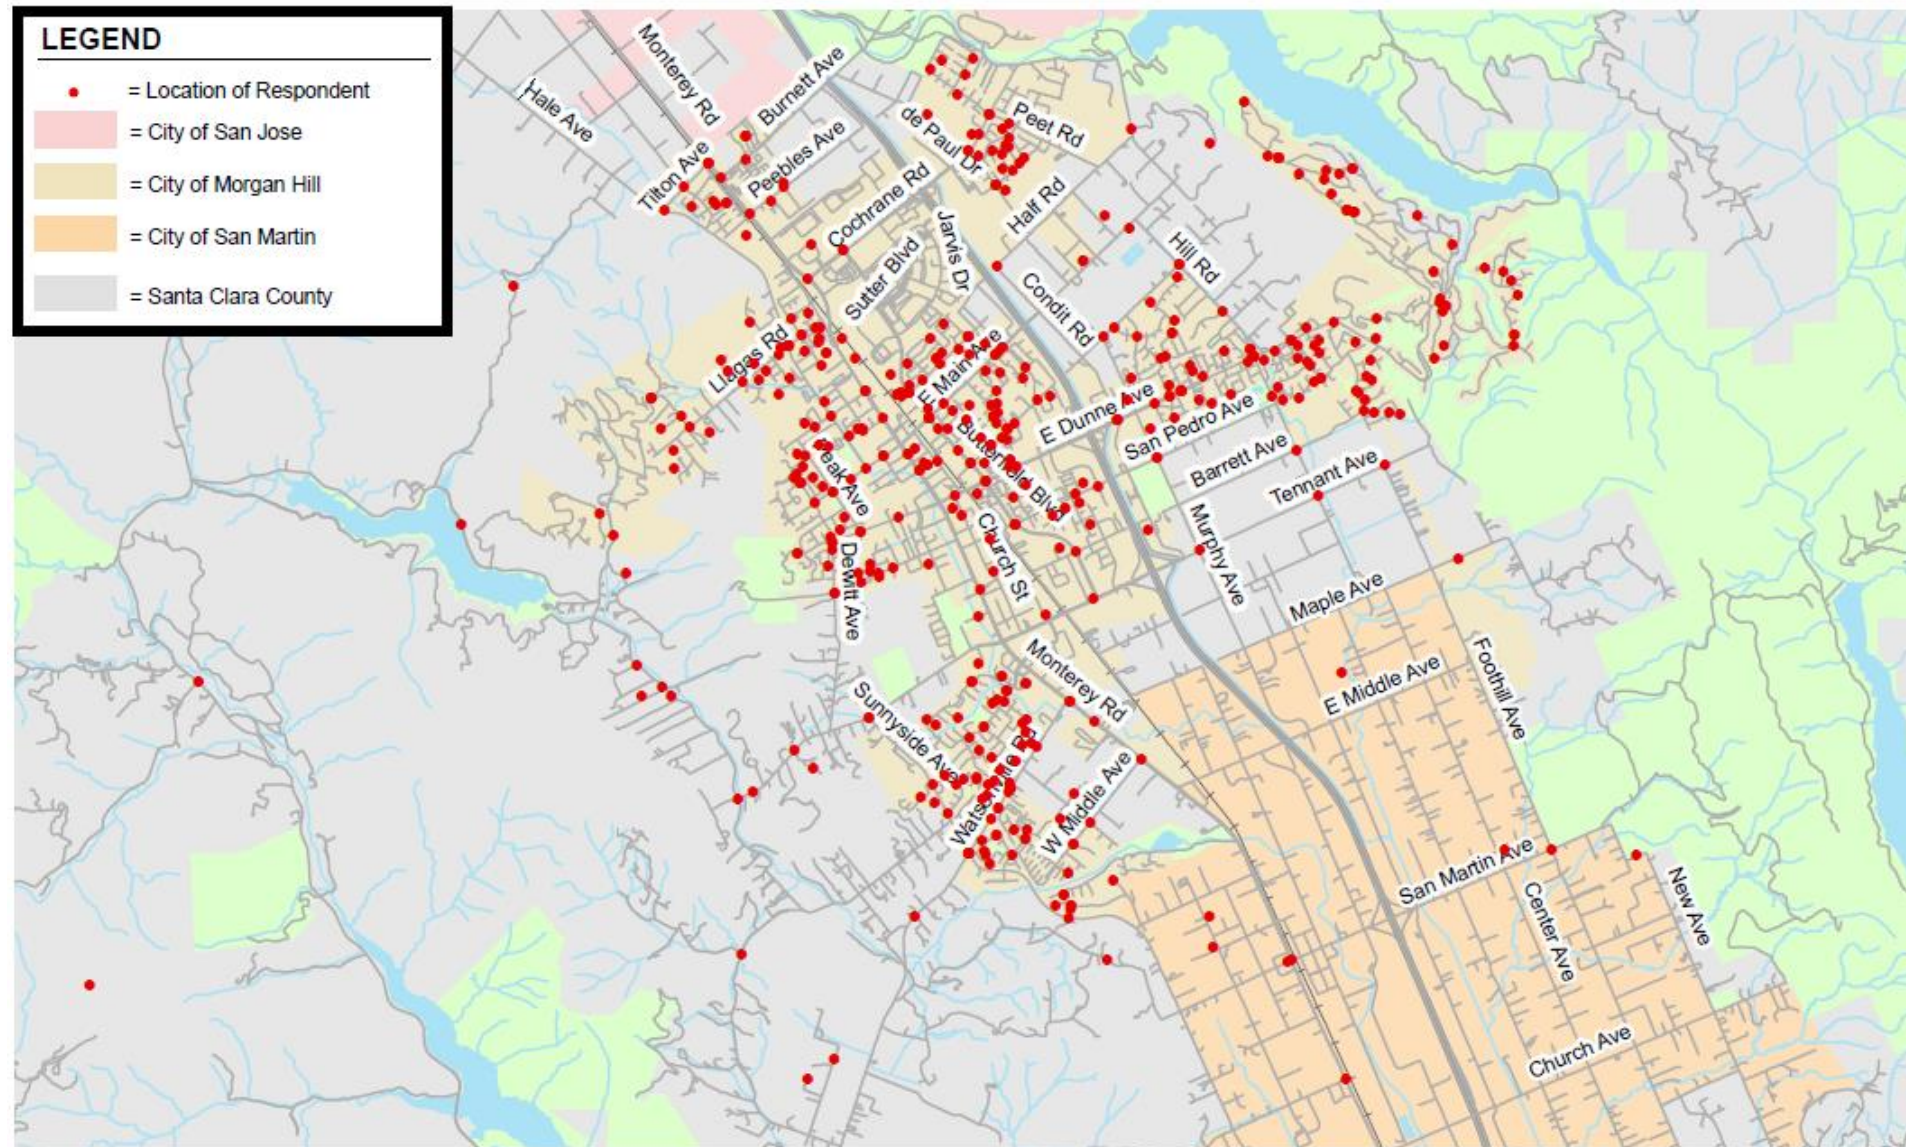 LEGEND
= Location of Respondent
= City of San Jose
= City of Morgan Hill
= City of San Martin
= Santa Clara County
Monterey Rd
Hale Ave
Burnett Ave
Tilton Ave
Peebles Ave
de Paul Dr
Peet Rd
Cochrane Rd
Half Rd
Jarvis Dr
Sutter Blvd
Hill Rd
Condit Rd
Llagas Rd
E Main Ave
E Dunne Ave
San Pedro Ave
Butterfield Blvd
Barrett Ave
Tennant Ave
Peak Ave
Murphy Ave
Church St
Dewitt Ave
Maple Ave
Monterey Rd
E Middle Ave
Foothill Ave
Sunnyside Ave
Watsonville Rd
W Middle Ave
San Martin Ave
Center Ave
New Ave
Church Ave